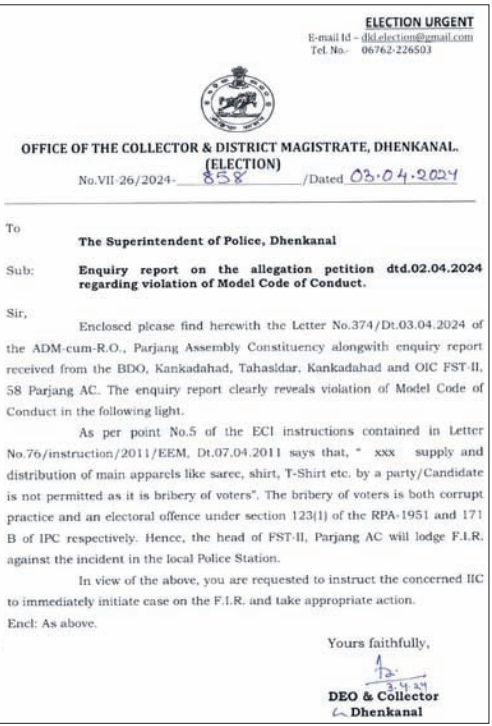 ELECTION URGENT
E-mail Id – dkl.election@gmail.com
Tel. No.- 06762-226503
OFFICE OF THE COLLECTOR & DISTRICT MAGISTRATE, DHENKANAL.
(ELECTION)
No.VII-26/2024- 858 /Dated 03.04.2024
To
The Superintendent of Police, Dhenkanal
Sub: Enquiry report on the allegation petition dtd.02.04.2024
regarding violation of Model Code of Conduct.
Sir,
Enclosed please find herewith the Letter No.374/Dt.03.04.2024 of
the ADM-cum-R.O., Parjang Assembly Constituency alongwith enquiry report
received from the BDO, Kankadahad, Tahasldar, Kankadahad and OIC FST-II,
58 Parjang AC. The enquiry report clearly reveals violation of Model Code of
Conduct in the following light.
As per point No.5 of the ECI instructions contained in Letter
No.76/instruction/2011/EEM, Dt.07.04.2011 says that, “ xxx supply and
distribution of main apparels like saree, shirt, T-Shirt etc. by a party/Candidate
is not permitted as it is bribery of voters”. The bribery of voters is both corrupt
practice and an electoral offence under section 123(1) of the RPA-1951 and 171
B of IPC respectively. Hence, the head of FST-II, Parjang AC will lodge F.I.R.
against the incident in the local Police Station.
In view of the above, you are requested to instruct the concerned IIC
to immediately initiate case on the F.I.R. and take appropriate action.
Encl: As above.
Yours faithfully,
3.4.24
DEO & Collector
Dhenkanal